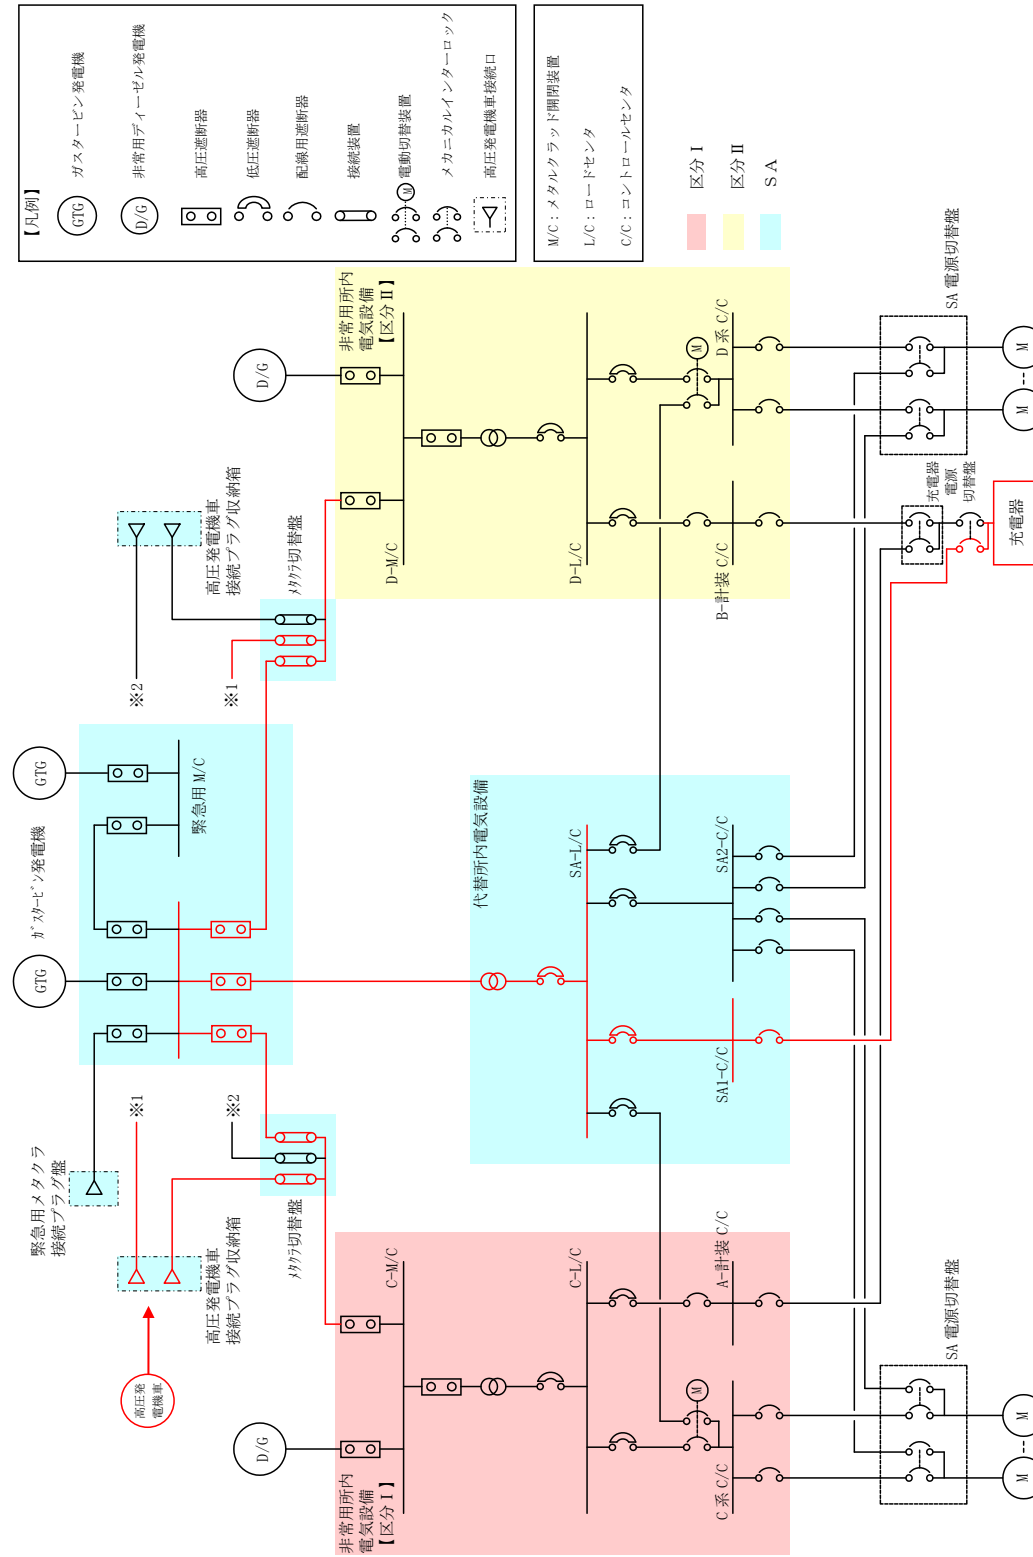 【凡例】
GTG
ガスタービン発電機
D/G
非常用ディーゼル発電機
高圧遮断器
低圧遮断器
配線用遮断器
接続装置
M
電動切替装置
メカニカルインターロック
高圧発電機車接続口
M/C：メタルクラッド開閉装置
L/C：ロードセンタ
C/C：コントロールセンタ
区分Ⅰ
区分Ⅱ
SA
緊急用メタクラ
接続プラグ盤
ガスタービン発電機
GTG
GTG
緊急用 M/C
高圧発
電機車
高圧発電機車
接続プラグ収納箱
※1
※2
メタクラ切替盤
高圧発電機車
接続プラグ収納箱
※2
※1
メタクラ切替盤
D/G
非常用所内
電気設備
【区分Ⅰ】
C-M/C
C-L/C
M
C系 C/C
A-計装 C/C
代替所内電気設備
SA-L/C
SA1-C/C
SA2-C/C
D/G
非常用所内
電気設備
【区分Ⅱ】
D-M/C
D-L/C
B-計装 C/C
M
D系 C/C
SA 電源切替盤
M
M
充電器
電源
切替盤
充電器
SA 電源切替盤
M
M